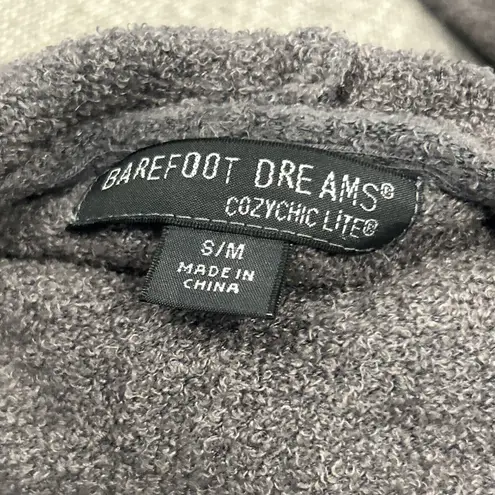 BAREFOOT DREAMS®
COZYCHIC LITE®
S/M
MADE IN
CHINA